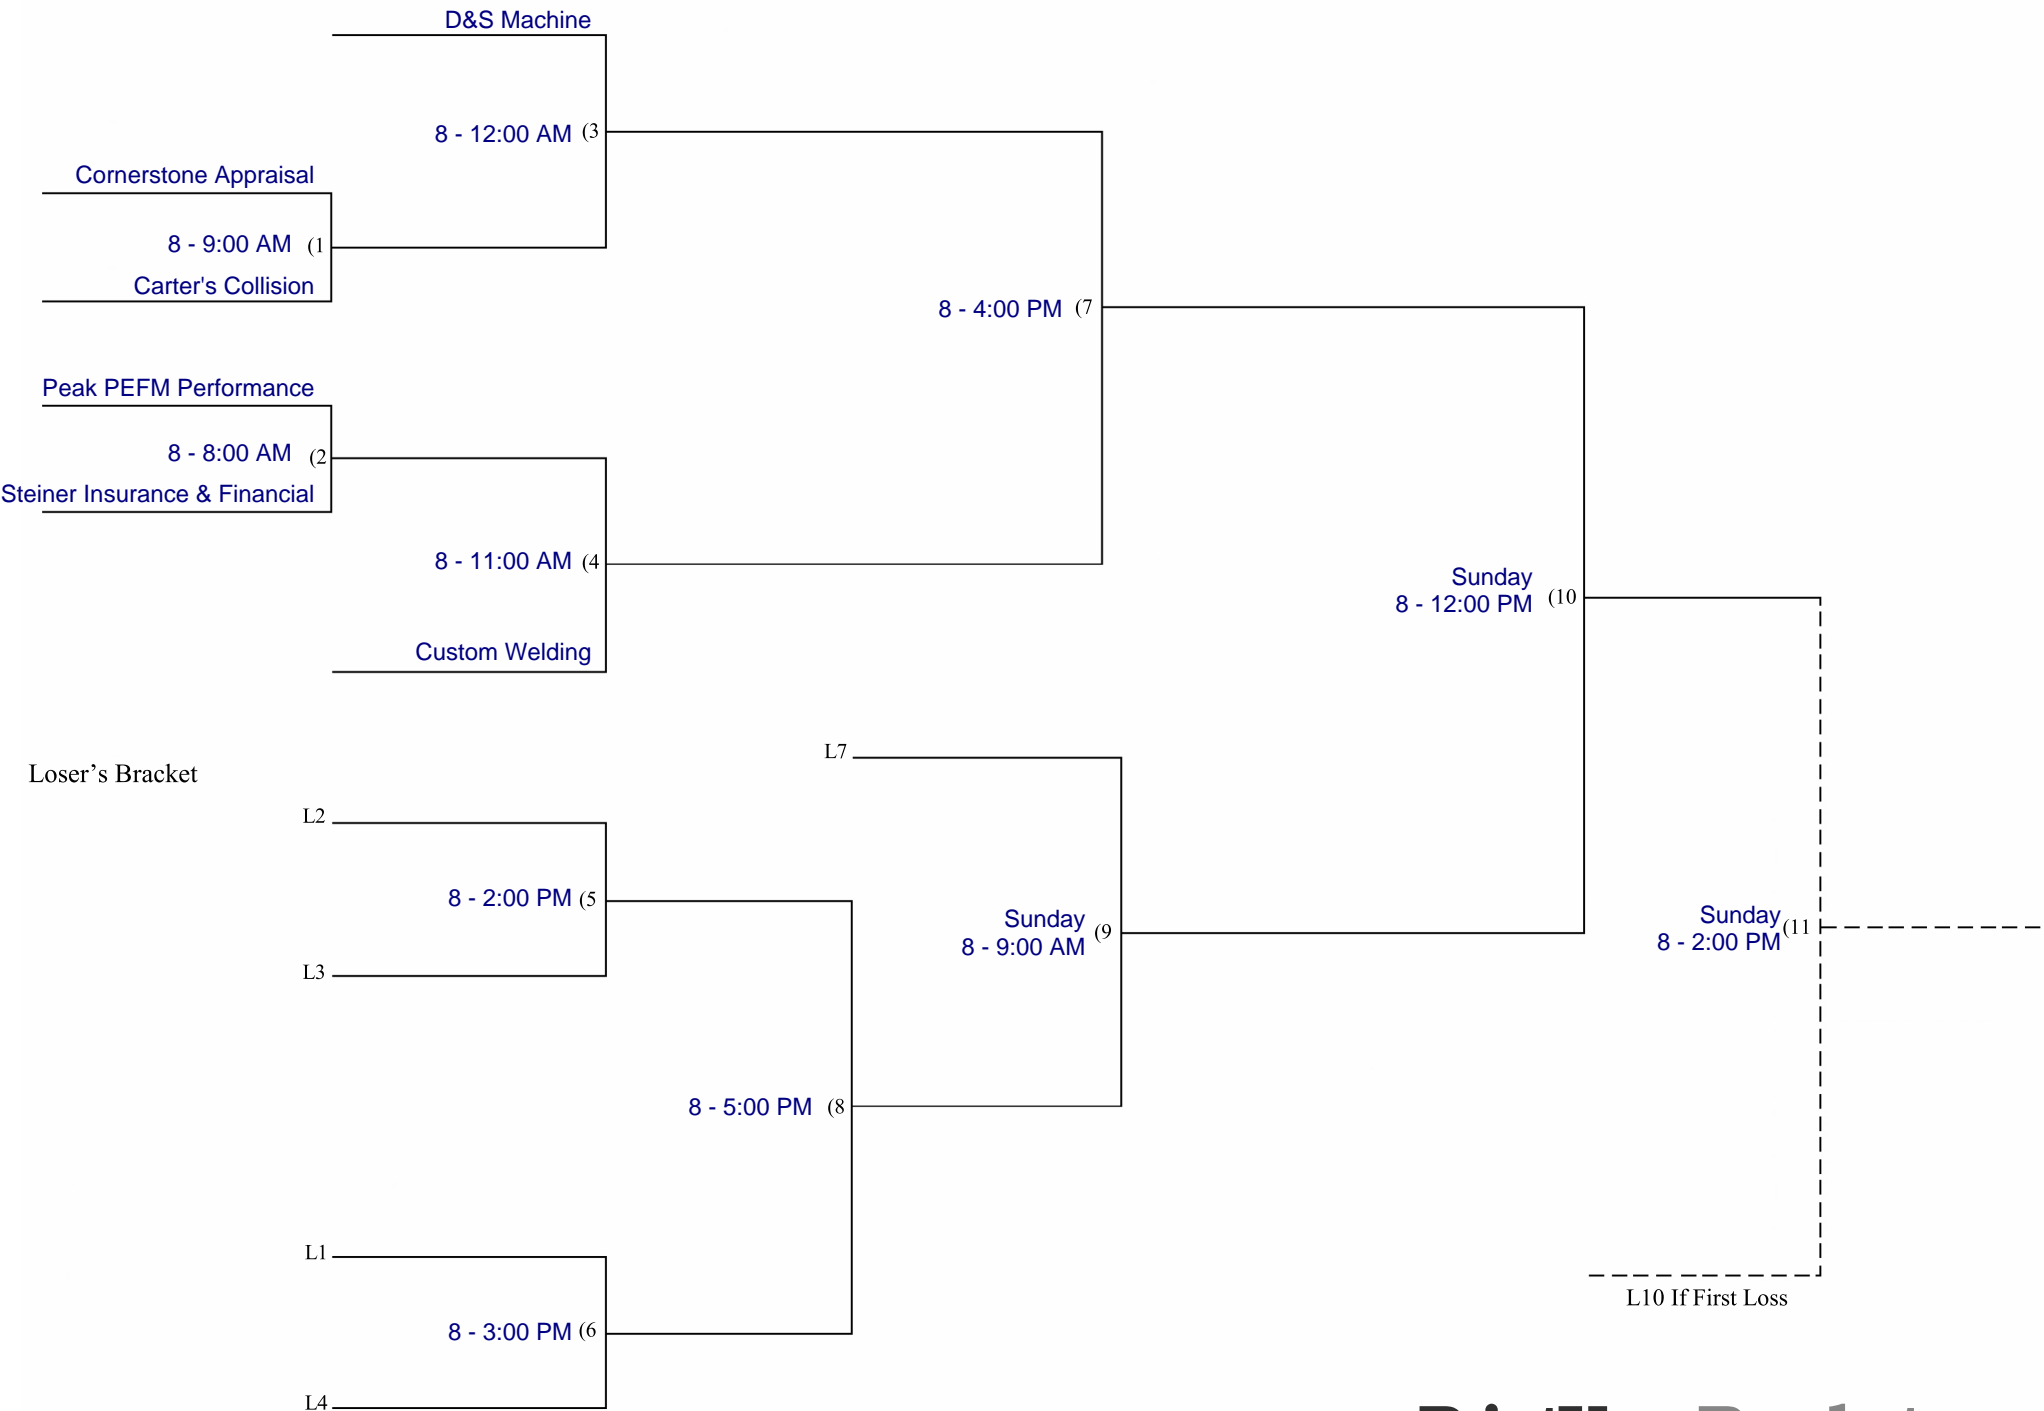 D&S Machine
8 - 12:00 AM (3
Cornerstone Appraisal
8 - 9:00 AM (1
Carter's Collision
8 - 4:00 PM (7
Peak PEFM Performance
8 - 8:00 AM (2
Steiner Insurance & Financial
8 - 11:00 AM (4
Sunday
8 - 12:00 PM (10
Custom Welding
L7
Loser’s Bracket
L2
8 - 2:00 PM (5
Sunday
8 - 9:00 AM (9
Sunday
8 - 2:00 PM (11
L3
8 - 5:00 PM (8
L1
L10 If First Loss
8 - 3:00 PM (6
L4